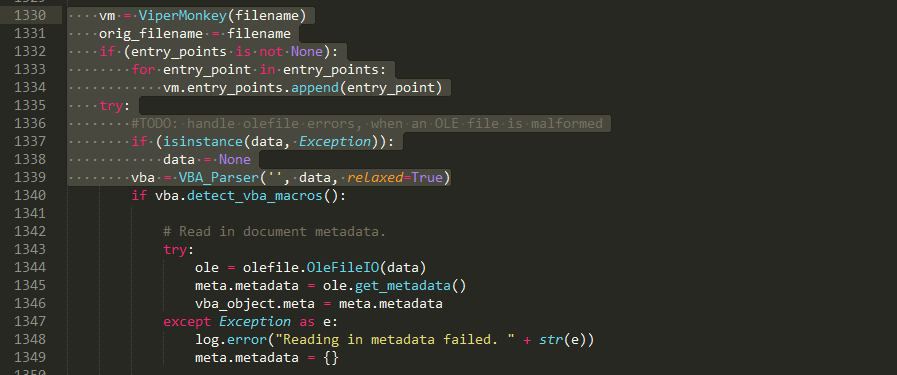 1330 vm = ViperMonkey(filename)
1331 orig_filename = filename
1332 if (entry_points is not None):
1333 for entry_point in entry_points:
1334 vm.entry_points.append(entry_point)
1335 try:
1336 #TODO: handle olefile errors, when an OLE file is malformed
1337 if (isinstance(data, Exception)):
1338 data = None
1339 vba = VBA_Parser('', data, relaxed=True)
1340 if vba.detect_vba_macros():
1341
1342 # Read in document metadata.
1343 try:
1344 ole = olefile.OleFileIO(data)
1345 meta.metadata = ole.get_metadata()
1346 vba_object.meta = meta.metadata
1347 except Exception as e:
1348 log.error("Reading in metadata failed. " + str(e))
1349 meta.metadata = {}